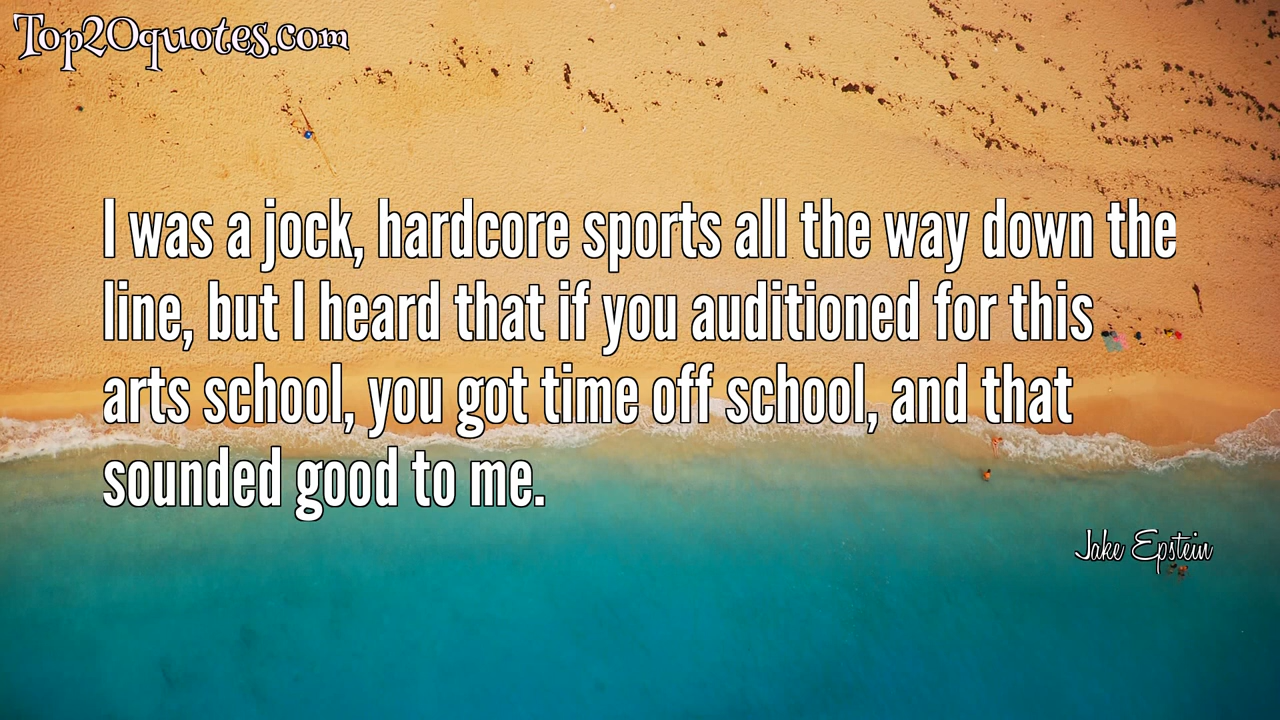 Top20quotes.com
I was a jock, hardcore sports all the way down the
line, but I heard that if you auditioned for this
arts school, you got time off school, and that
sounded good to me.
Jake Epstein